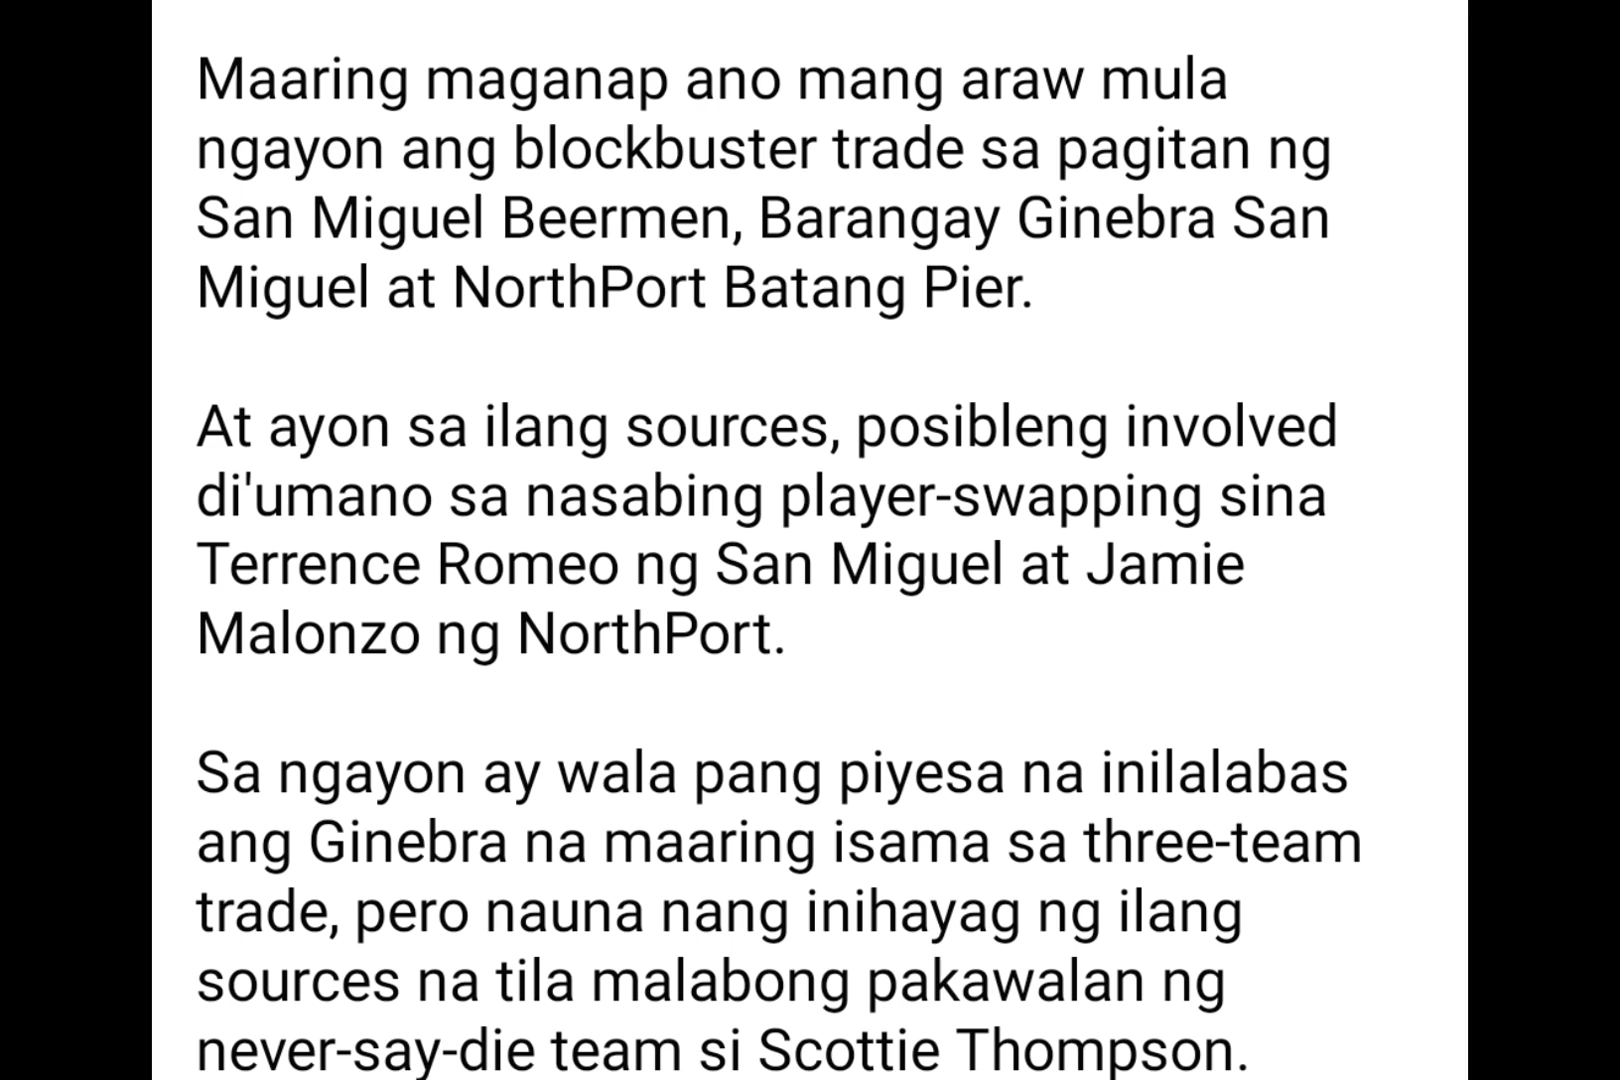 Maaring maganap ano mang araw mula
ngayon ang blockbuster trade sa pagitan ng
San Miguel Beermen, Barangay Ginebra San
Miguel at NorthPort Batang Pier.
At ayon sa ilang sources, posibleng involved
di'umano sa nasabing player-swapping sina
Terrence Romeo ng San Miguel at Jamie
Malonzo ng NorthPort.
Sa ngayon ay wala pang piyesa na inilalabas
ang Ginebra na maaring isama sa three-team
trade, pero nauna nang inihayag ng ilang
sources na tila malabong pakawalan ng
never-say-die team si Scottie Thompson.